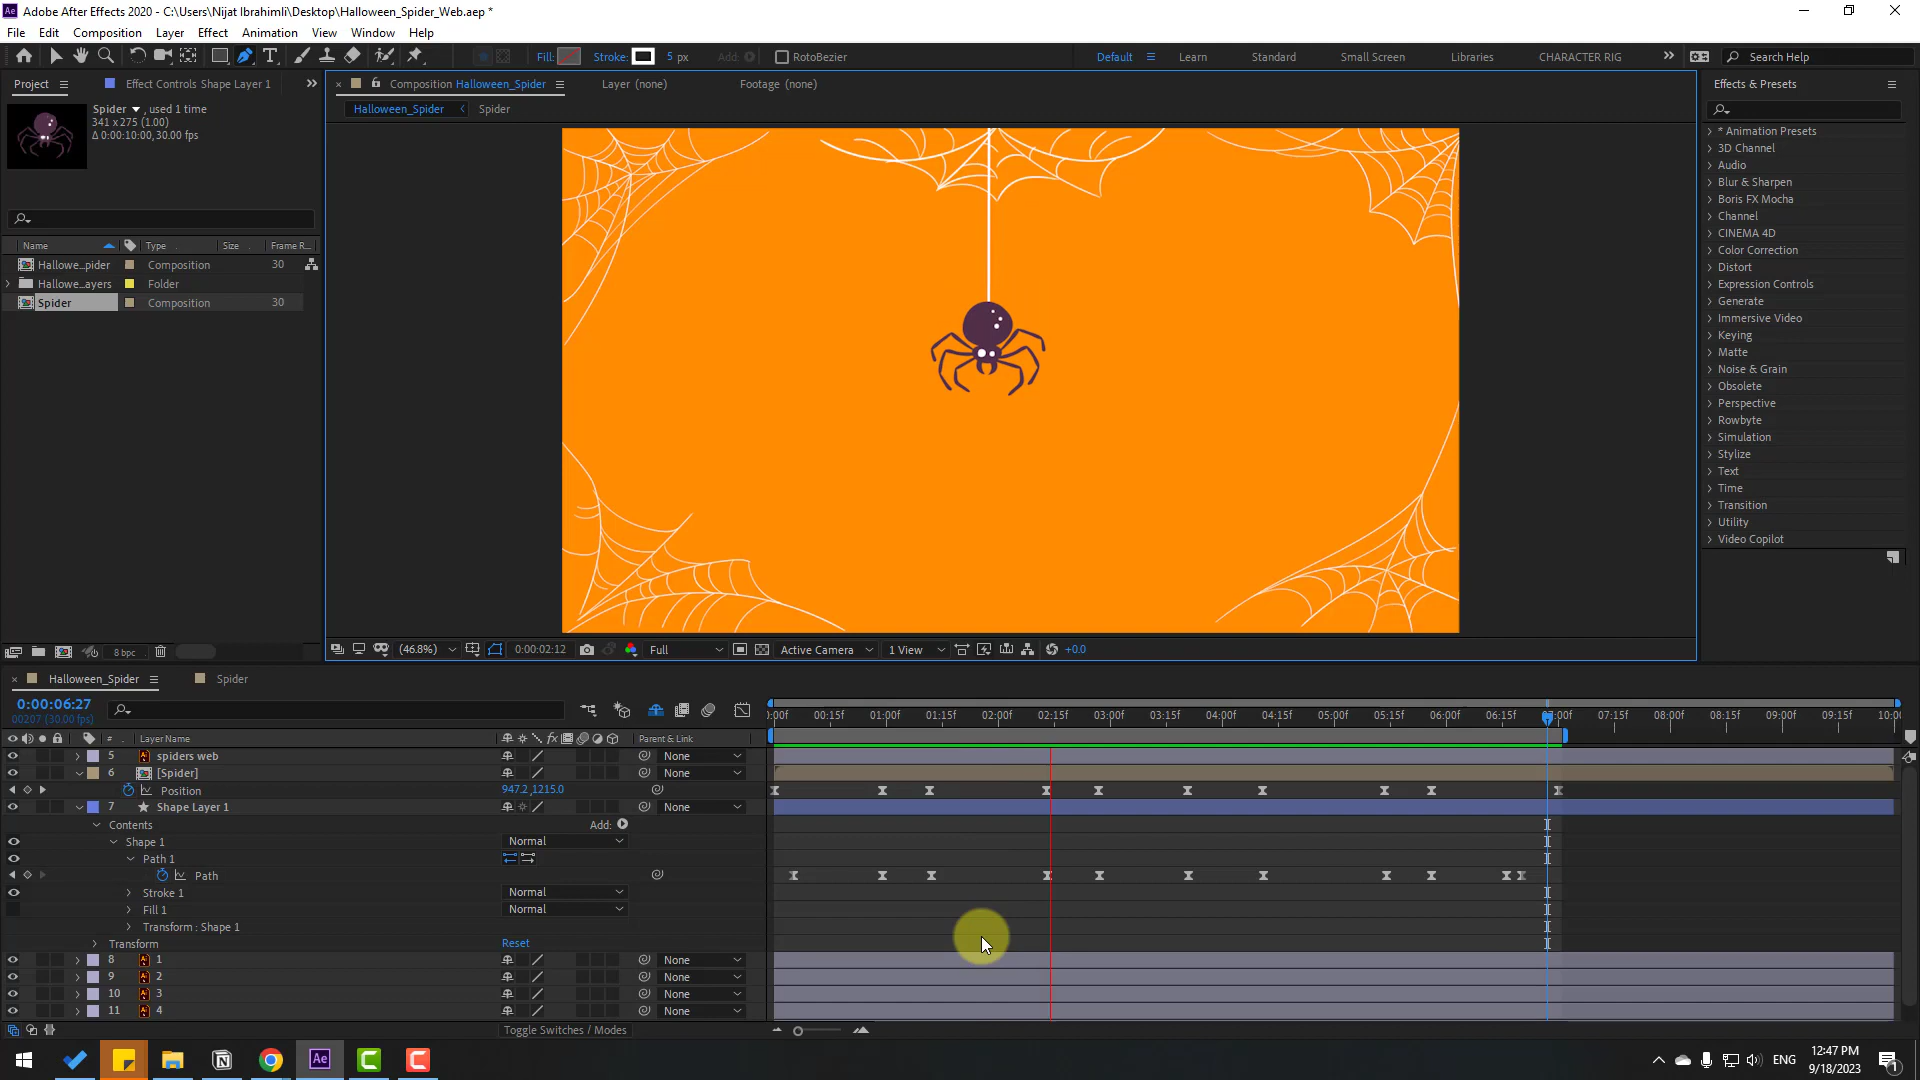 Adobe After Effects 2020 - C:\Users\Nijat Ibrahimli\Desktop\Halloween_Spider_Web.aep *
File Edit Composition Layer Effect Animation View Window Help
Fill: Stroke: 5 px Add: RotoBezier Default Learn Standard Small Screen Libraries CHARACTER RIG Search Help
Project Effect Controls Shape Layer 1
Composition Halloween_Spider Layer (none) Footage (none)
Effects & Presets
Halloween_Spider Spider
Spider , used 1 time
341 x 275 (1.00)
Δ 0:00:10:00, 30.00 fps
Name Type Size Frame R...
Hallowe...pider Composition 30
Hallowe...ayers Folder
Spider Composition 30
* Animation Presets
3D Channel
Audio
Blur & Sharpen
Boris FX Mocha
Channel
CINEMA 4D
Color Correction
Distort
Expression Controls
Generate
Immersive Video
Keying
Matte
Noise & Grain
Obsolete
Perspective
Rowbyte
Simulation
Stylize
Text
Time
Transition
Utility
Video Copilot
8 bpc
(46.8%) 0:00:02:12 Full Active Camera 1 View +0.0
Halloween_Spider Spider
0:00:06:27
00207 (30.00 fps)
:00f 00:15f 01:00f 01:15f 02:00f 02:15f 03:00f 03:15f 04:00f 04:15f 05:00f 05:15f 06:00f 06:15f 07:00f 07:15f 08:00f 08:15f 09:00f 09:15f 10:00
# Layer Name Parent & Link
5 spiders web None
6 [Spider] None
Position 947.2,1215.0
7 Shape Layer 1 None
Contents Add:
Shape 1 Normal
Path 1
Path
Stroke 1 Normal
Fill 1 Normal
Transform : Shape 1
Transform Reset
8 1 None
9 2 None
10 3 None
11 4 None
Toggle Switches / Modes
Ae ENG 12:47 PM
9/18/2023 1